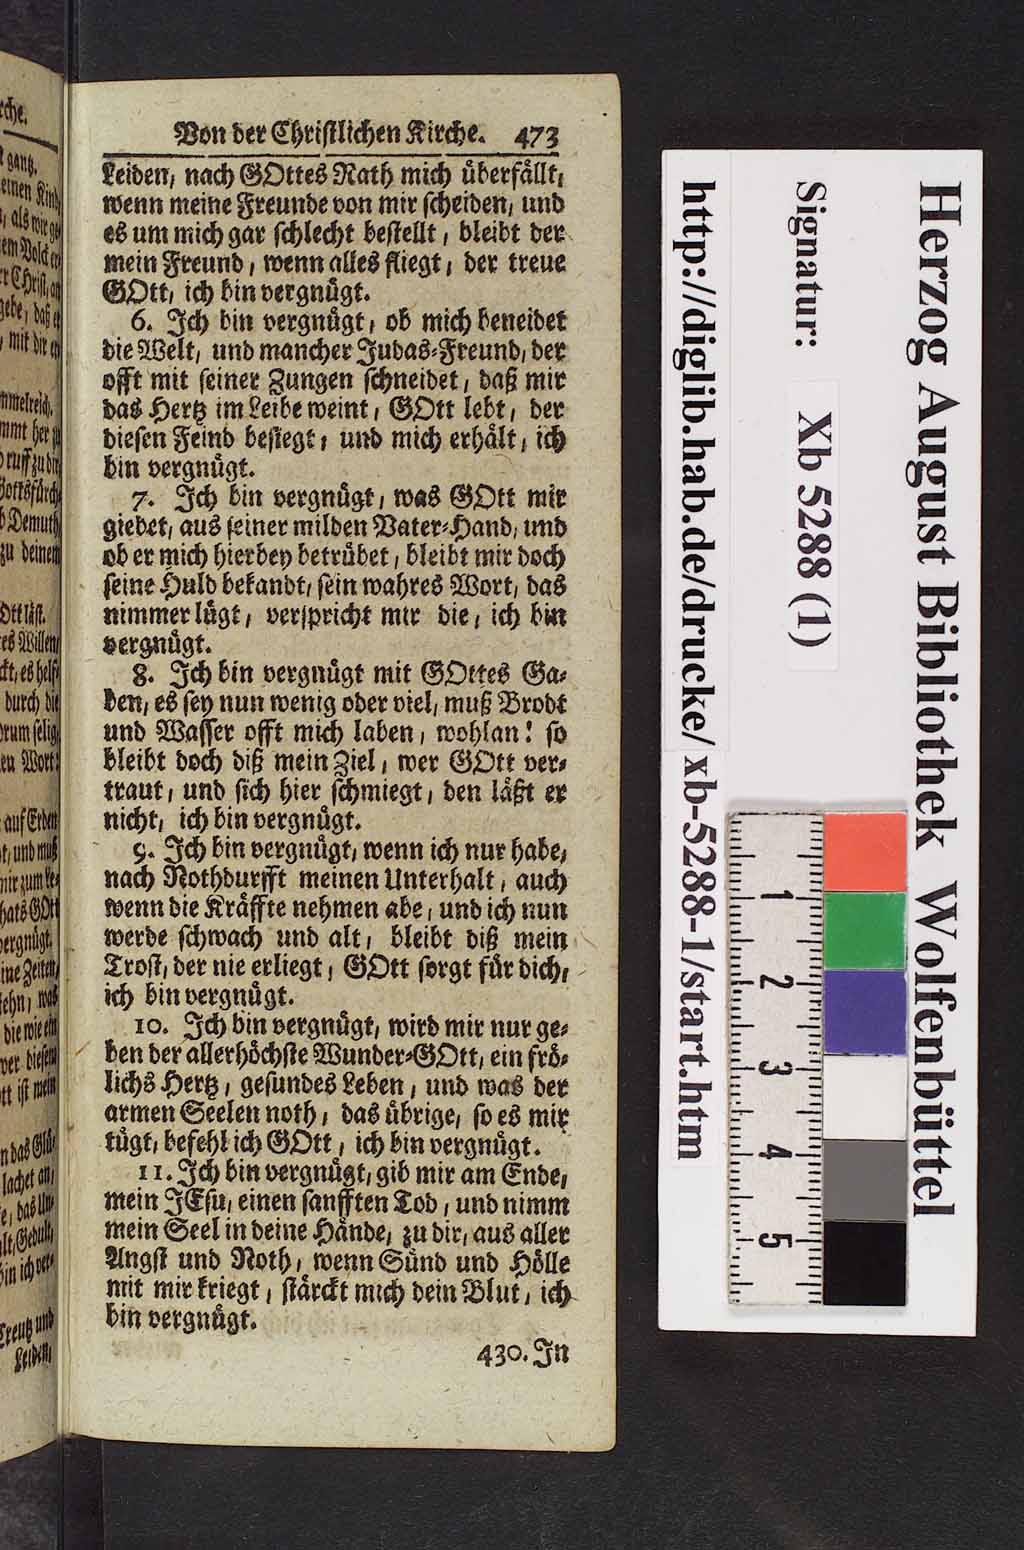 Von der Christlichen Kirche. 473
Leiden, nach GOttes Rath mich überfällt,
wenn meine Freunde von mir scheiden, und
es um mich gar schlecht bestellt, bleibt der
mein Freund, wenn alles fliegt, der treue
GOtt, ich bin vergnügt.
6. Ich bin vergnügt, ob mich beneidet
die Welt, und mancher Judas-Freund, der
offt mit seiner Zungen schneidet, daß mir
das Hertz im Leibe weint, GOtt lebt, der
diesen Feind besiegt, und mich erhält, ich
bin vergnügt.
7. Ich bin vergnügt, was GOtt mir
giebet, aus seiner milden Vater-Hand, und
ob er mich hierbey betrübet, bleibt mir doch
seine Huld bekandt, sein wahres Wort, das
nimmer lügt, verspricht mir die, ich bin
vergnügt.
8. Ich bin vergnügt mit GOttes Ga-
ben, es sey nun wenig oder viel, muß Brodt
und Wasser offt mich laben, wohlan! so
bleibt doch diß mein Ziel, wer GOtt ver-
traut, und sich hier schmiegt, den läßt er
nicht, ich bin vergnügt.
9. Ich bin vergnügt, wenn ich nur habe,
nach Nothdurfft meinen Unterhalt, auch
wenn die Kräffte nehmen abe, und ich nun
werde schwach und alt, bleibt diß mein
Trost, der nie erliegt, GOtt sorgt für dich,
ich bin vergnügt.
10. Ich bin vergnügt, wird mir nur ge-
ben der allerhöchste Wunder-GOtt, ein frö-
lichs Hertz, gesundes Leben, und was der
armen Seelen noth, das übrige, so es mir
tügt, befehl ich GOtt, ich bin vergnügt.
11. Ich bin vergnügt, gib mir am Ende,
mein JEsu, einen sanfften Tod, und nimm
mein Seel in deine Hände, zu dir, aus aller
Angst und Noth, wenn Sünd und Hölle
mit mir kriegt, stärckt mich dein Blut, ich
bin vergnügt.
430. In
Herzog August Bibliothek Wolfenbüttel
Signatur: Xb 5288 (1)
http://diglib.hab.de/drucke/xb-5288-1/start.htm
1
2
3
4
5